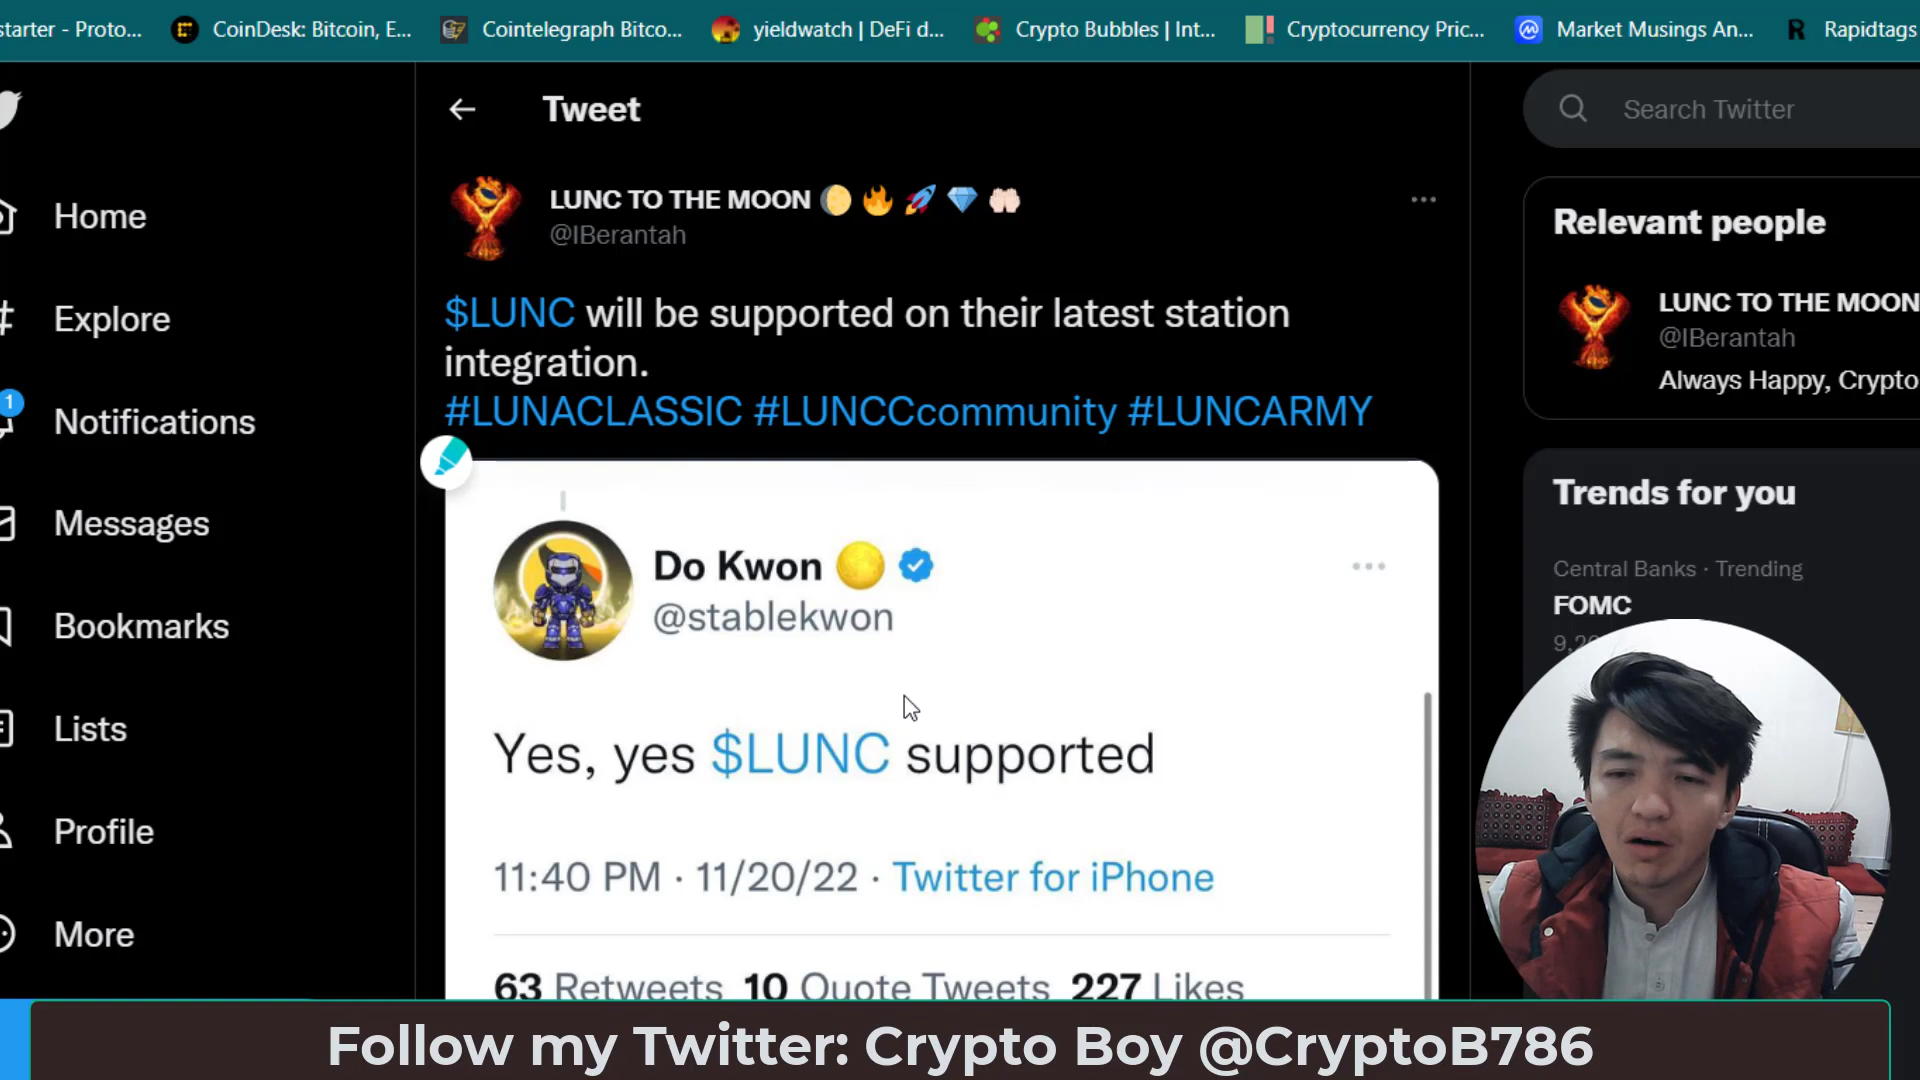 starter - Proto...
CoinDesk: Bitcoin, E...
Cointelegraph Bitco...
yieldwatch | DeFi d...
Crypto Bubbles | Int...
Cryptocurrency Pric...
Market Musings An...
Rapidtags
Tweet
Search Twitter
Home
Explore
1
Notifications
Messages
Bookmarks
Lists
Profile
More
LUNC TO THE MOON 🌔🔥🚀💎🤲🏻
@IBerantah
$LUNC will be supported on their latest station
integration.
#LUNACLASSIC #LUNCCcommunity #LUNCARMY
Do Kwon 🌕
@stablekwon
Yes, yes $LUNC supported
11:40 PM · 11/20/22 · Twitter for iPhone
63 Retweets 10 Quote Tweets 227 Likes
Relevant people
LUNC TO THE MOON
@IBerantah
Always Happy, Crypto
Trends for you
Central Banks · Trending
FOMC
Follow my Twitter: Crypto Boy @CryptoB786